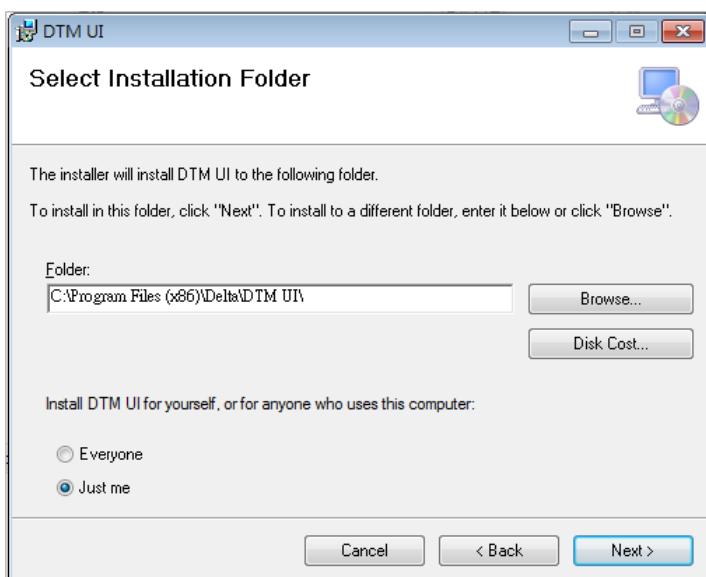 DTM UI
Select Installation Folder
The installer will install DTM UI to the following folder.
To install in this folder, click "Next". To install to a different folder, enter it below or click "Browse".
Folder:
C:\Program Files (x86)\Delta\DTM UI\
Browse...
Disk Cost...
Install DTM UI for yourself, or for anyone who uses this computer:
Everyone
Just me
Cancel
< Back
Next >